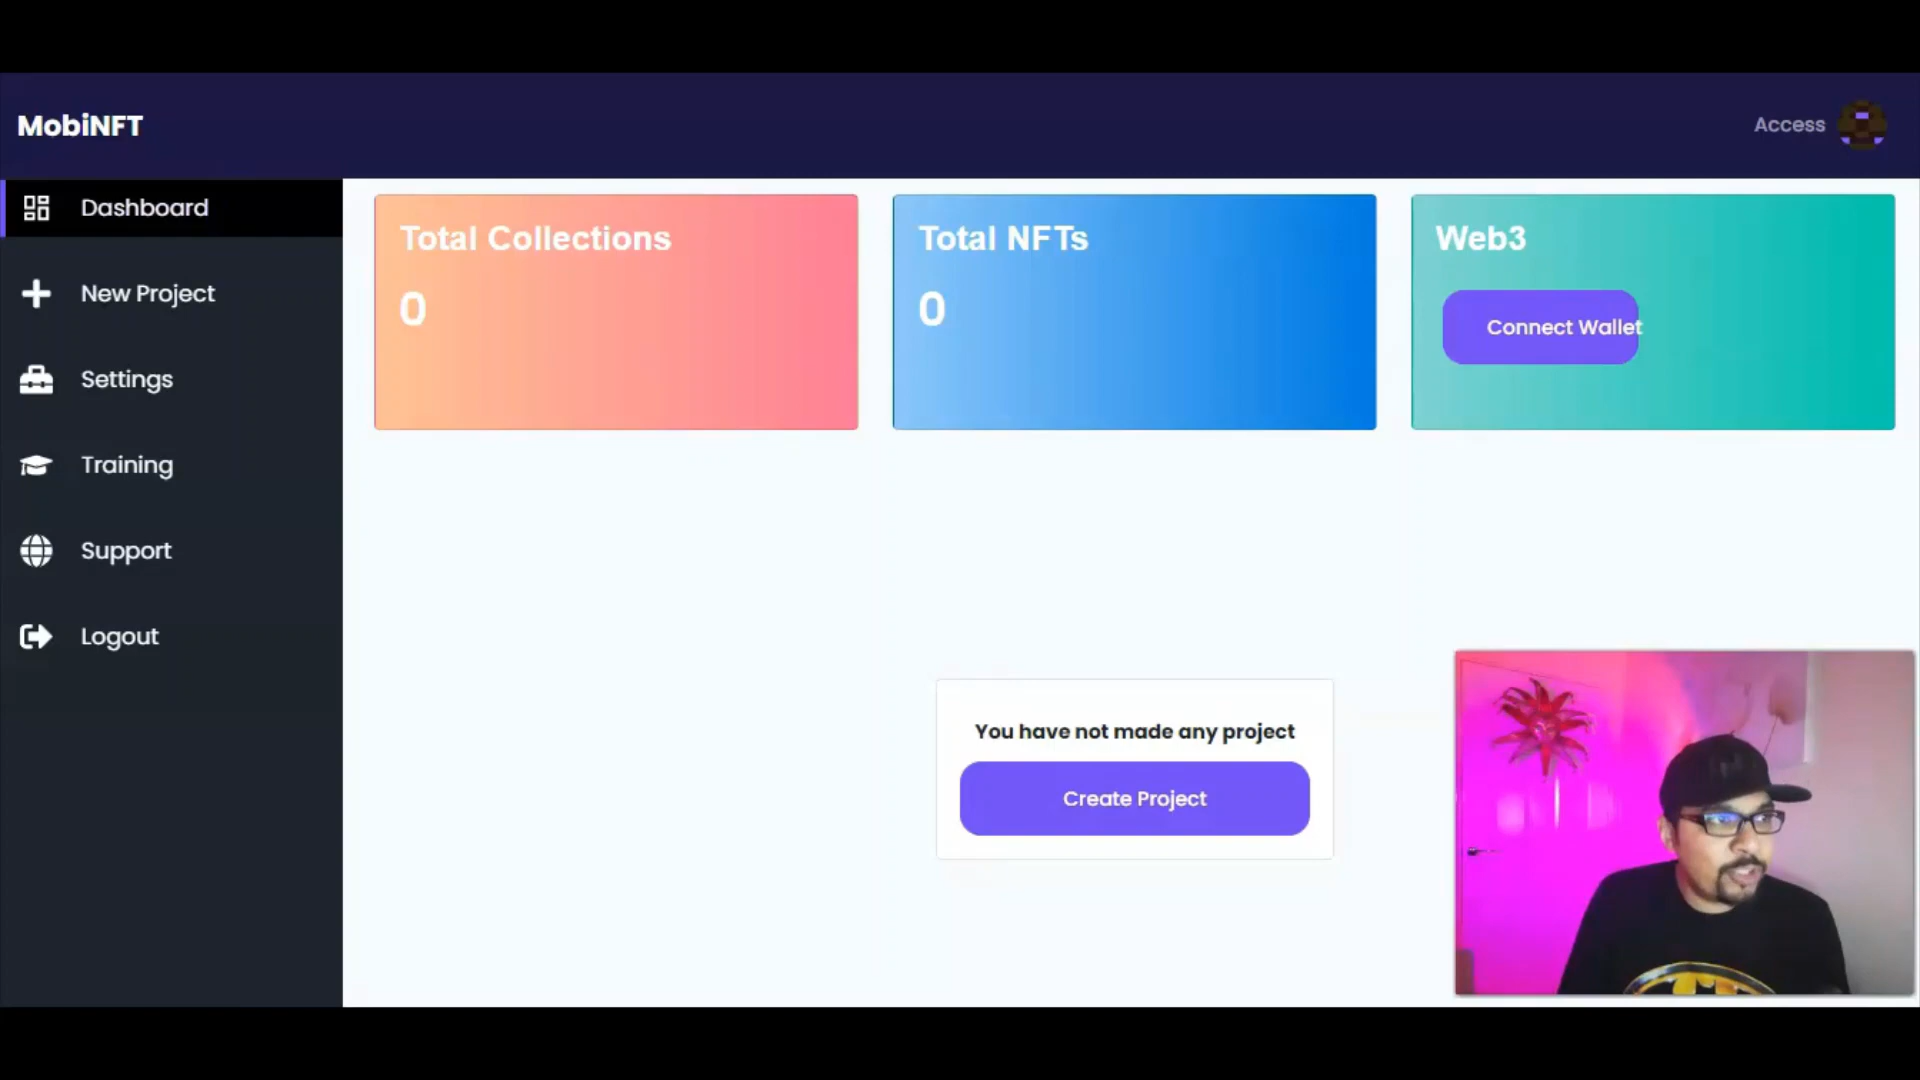 MobiNFT
Access
Dashboard
New Project
Settings
Training
Support
Logout
Total Collections
0
Total NFTs
0
Web3
Connect Wallet
You have not made any project
Create Project